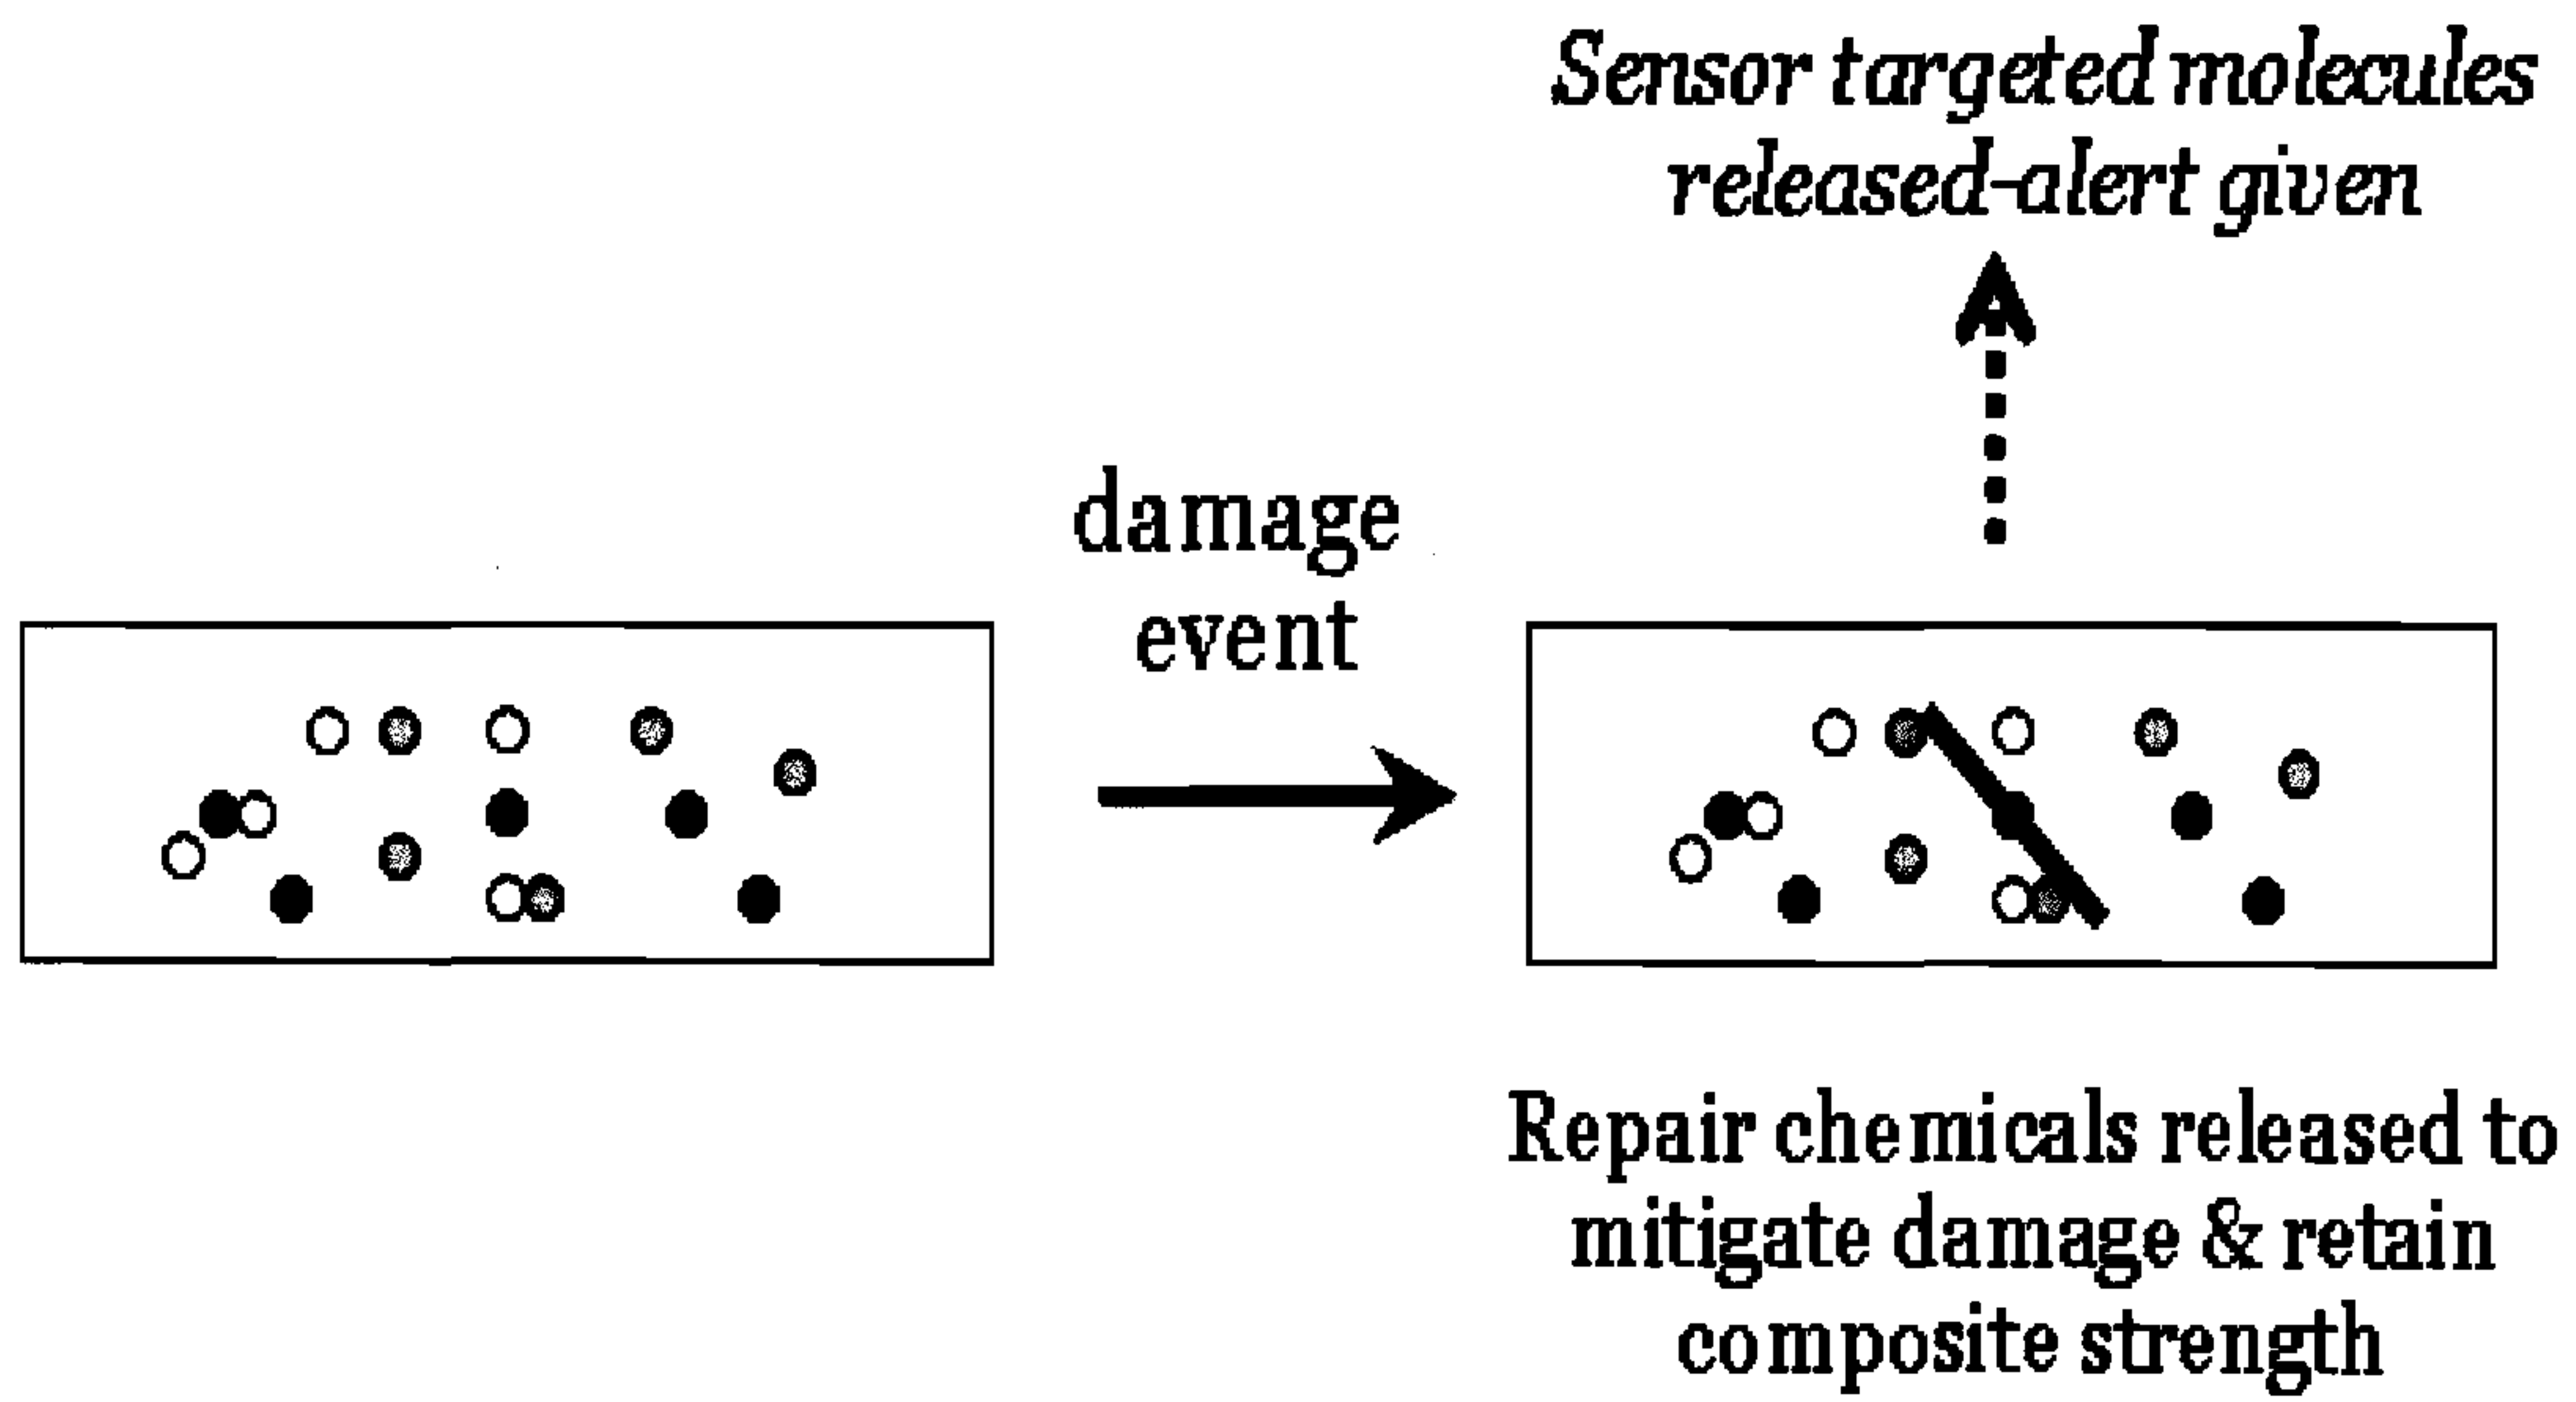 Sensor targeted molecules
released-alert given
damage
event
Repair chemicals released to
mitigate damage & retain
composite strength